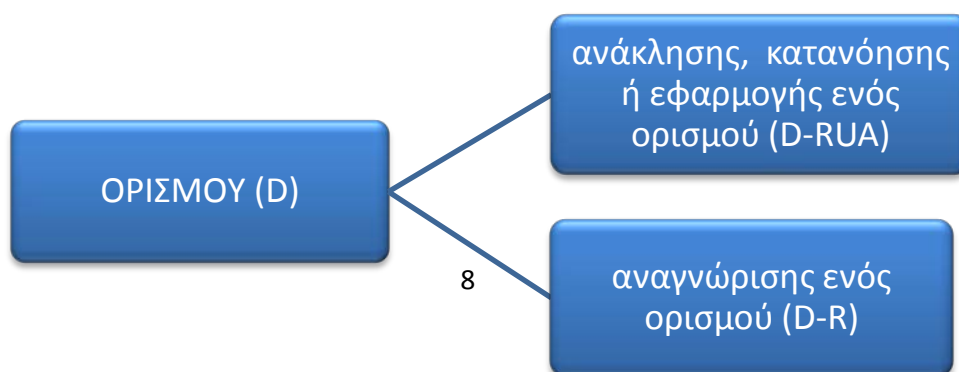 ανάκλησης, κατανόησης
ή εφαρμογής ενός
ορισμού (D-RUA)
ΟΡΙΣΜΟΥ (D)
8
αναγνώρισης ενός
ορισμού (D-R)